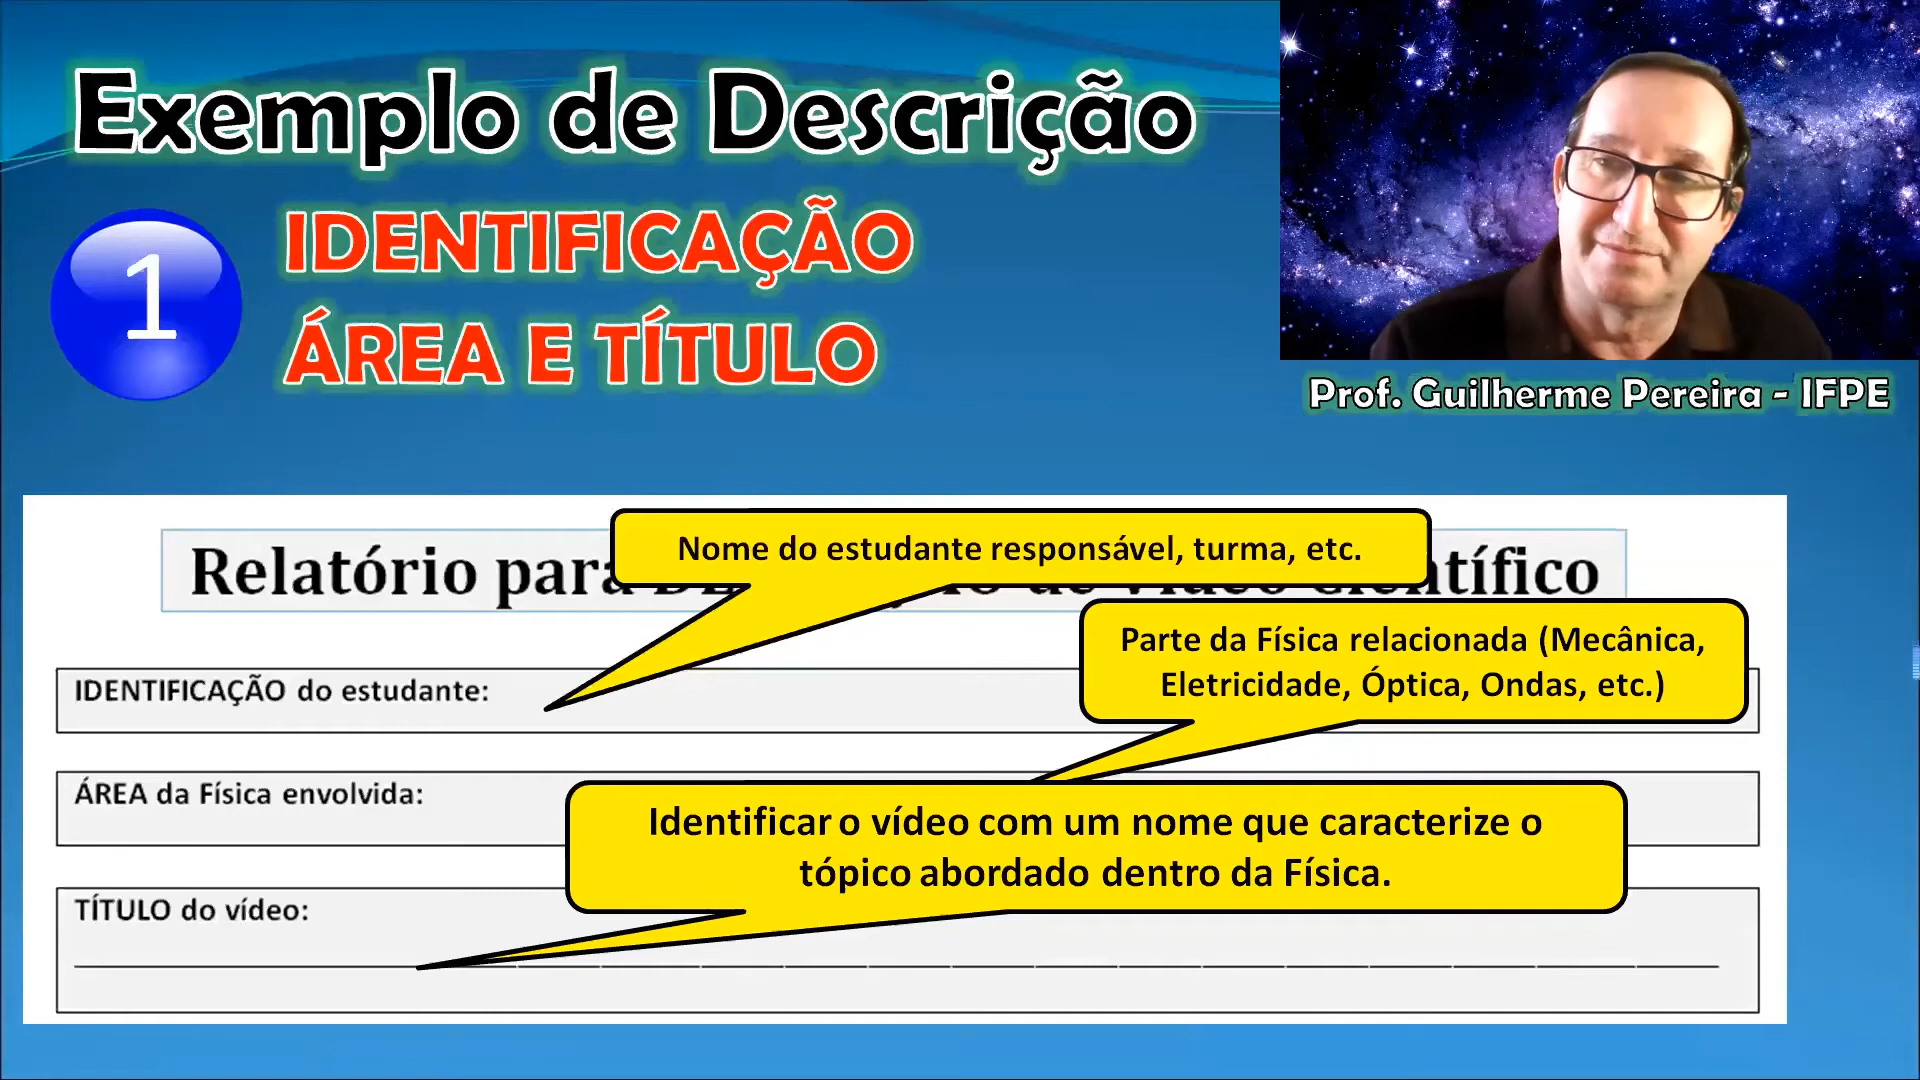 Exemplo de Descrição
1
IDENTIFICAÇÃO
ÁREA E TÍTULO
Prof. Guilherme Pereira - IFPE
Relatório para
Nome do estudante responsável, turma, etc.
Parte da Física relacionada (Mecânica,
Eletricidade, Óptica, Ondas, etc.)
IDENTIFICAÇÃO do estudante:
ÁREA da Física envolvida:
Identificar o vídeo com um nome que caracterize o
tópico abordado dentro da Física.
TÍTULO do vídeo: